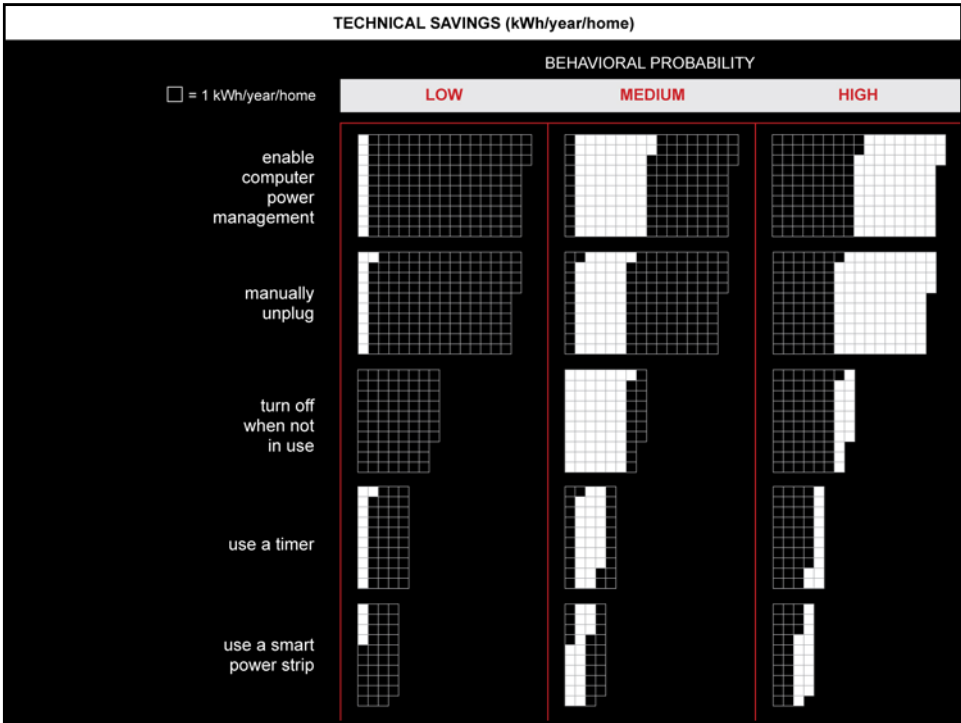 TECHNICAL SAVINGS (kWh/year/home)
BEHAVIORAL PROBABILITY
= 1 kWh/year/home
LOW
MEDIUM
HIGH
enable
computer
power
management
manually
unplug
turn off
when not
in use
use a timer
use a smart
power strip